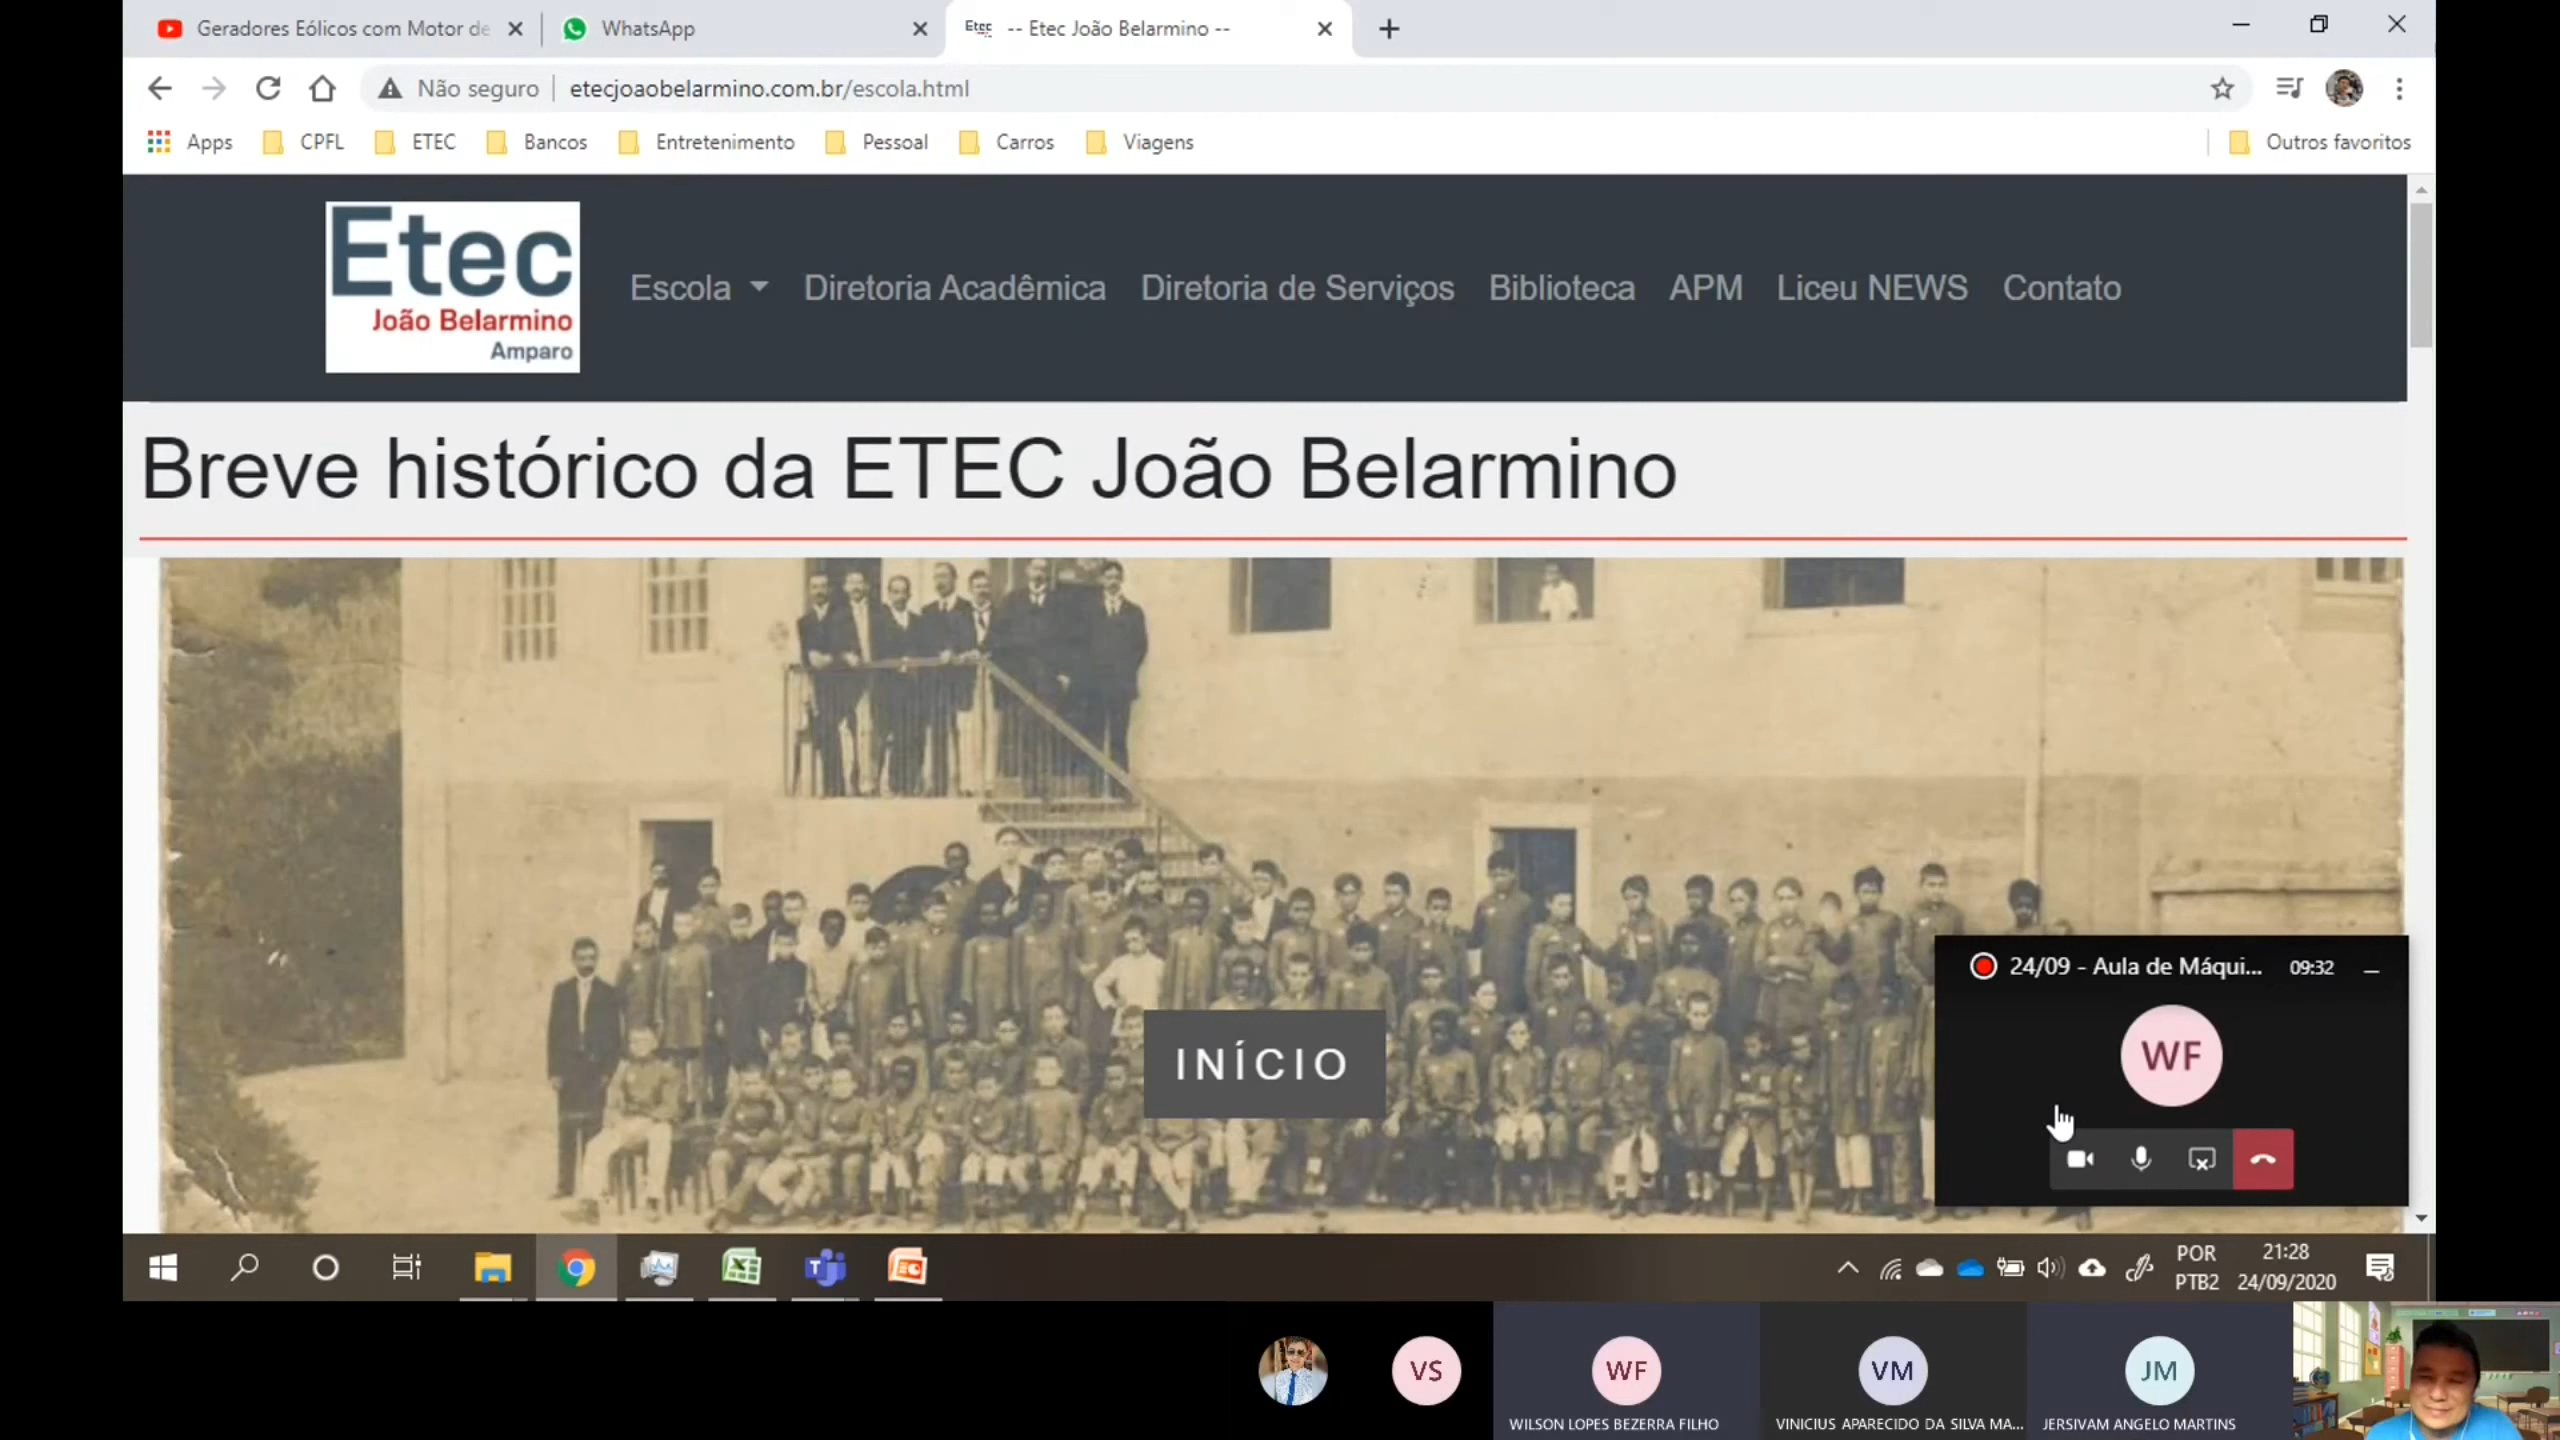 Geradores Eólicos com Motor de
WhatsApp
Etec
-- Etec João Belarmino --
Não seguro
etecjoaobelarmino.com.br/escola.html
Apps
CPFL
ETEC
Bancos
Entretenimento
Pessoal
Carros
Viagens
Outros favoritos
Etec
João Belarmino
Amparo
Escola
Diretoria Acadêmica
Diretoria de Serviços
Biblioteca
APM
Liceu NEWS
Contato
Breve histórico da ETEC João Belarmino
INÍCIO
24/09 - Aula de Máqui...
09:32
WF
POR
PTB2
21:28
24/09/2020
VS
WF
WILSON LOPES BEZERRA FILHO
VM
VINICIUS APARECIDO DA SILVA MA...
JM
JERSIVAM ANGELO MARTINS